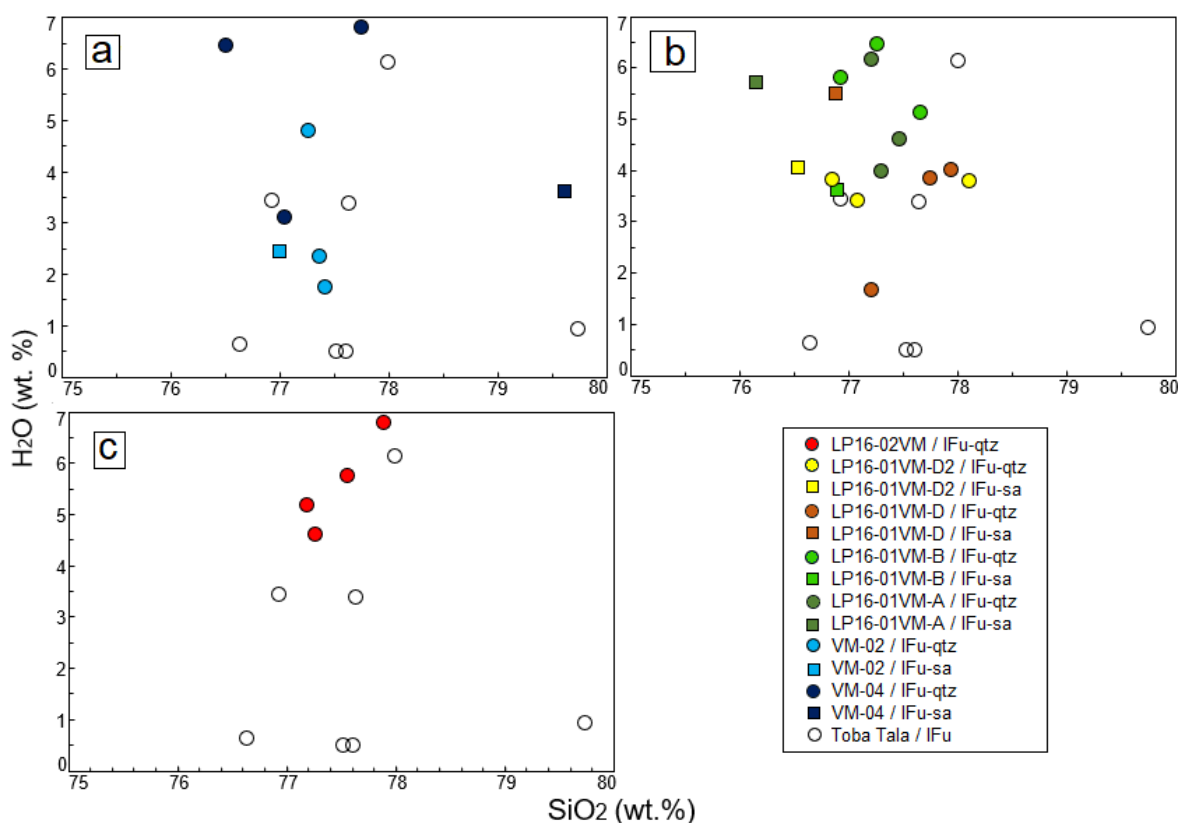 7
6
5
4
3
2
1
0
75
76
77
78
79
80
a
7
6
5
4
3
2
1
0
75
76
77
78
79
80
b
7
6
5
4
3
2
1
0
75
76
77
78
79
80
c
H2O (wt. %)
SiO2 (wt.%)
LP16-02VM / IFu-qtz
LP16-01VM-D2 / IFu-qtz
LP16-01VM-D2 / IFu-sa
LP16-01VM-D / IFu-qtz
LP16-01VM-D / IFu-sa
LP16-01VM-B / IFu-qtz
LP16-01VM-B / IFu-sa
LP16-01VM-A / IFu-qtz
LP16-01VM-A / IFu-sa
VM-02 / IFu-qtz
VM-02 / IFu-sa
VM-04 / IFu-qtz
VM-04 / IFu-sa
Toba Tala / IFu